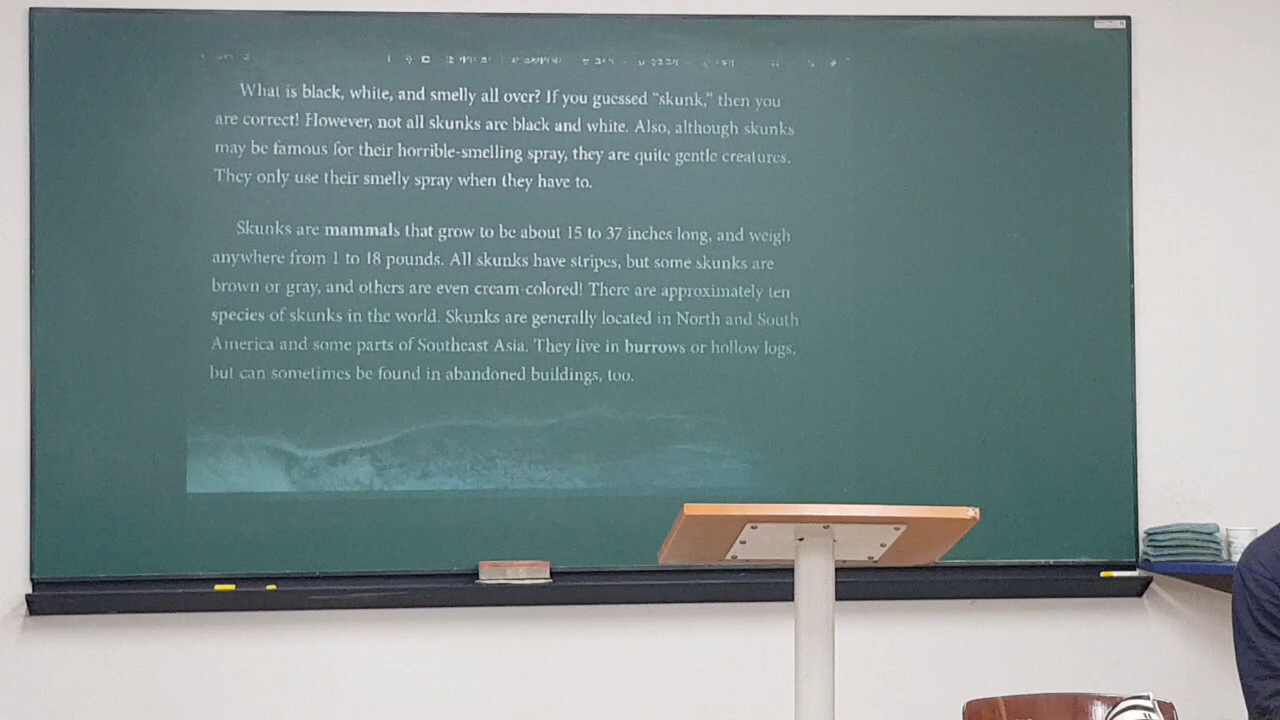 What is black, white, and smelly all over? If you guessed "skunk," then you
are correct! However, not all skunks are black and white. Also, although skunks
may be famous for their horrible-smelling spray, they are quite gentle creatures.
They only use their smelly spray when they have to.
Skunks are mammals that grow to be about 15 to 37 inches long, and weigh
anywhere from 1 to 18 pounds. All skunks have stripes, but some skunks are
brown or gray, and others are even cream-colored! There are approximately ten
species of skunks in the world. Skunks are generally located in North and South
America and some parts of Southeast Asia. They live in burrows or hollow logs,
but can sometimes be found in abandoned buildings, too.